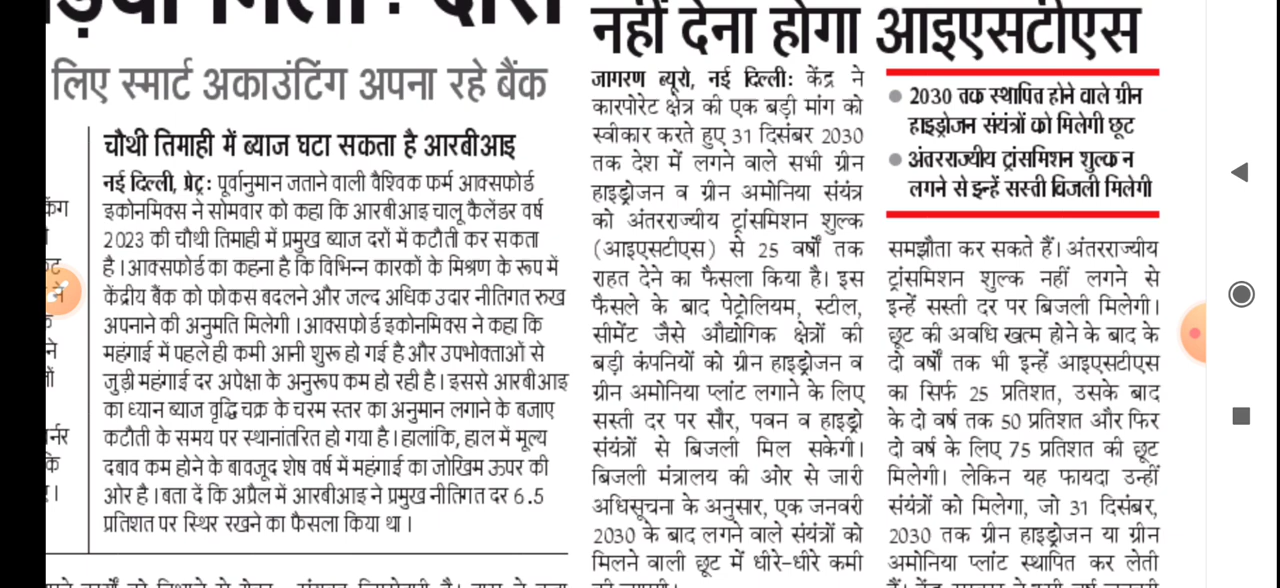 लिए स्मार्ट अकाउंटिंग अपना रहे बैंक
चौथी तिमाही में ब्याज घटा सकता है आरबीआइ
नई दिल्ली, प्रेट्र: पूर्वानुमान जताने वाली वैश्विक फर्म आक्सफोर्ड
इकोनमिक्स ने सोमवार को कहा कि आरबीआइ चालू कैलेंडर वर्ष
2023 की चौथी तिमाही में प्रमुख ब्याज दरों में कटौती कर सकता
है। आक्सफोर्ड का कहना है कि विभिन्न कारकों के मिश्रण के रूप में
केंद्रीय बैंक को फोकस बदलने और जल्द अधिक उदार नीतिगत रुख
अपनाने की अनुमति मिलेगी। आक्सफोर्ड इकोनमिक्स ने कहा कि
महंगाई में पहले ही कमी आनी शुरू हो गई है और उपभोक्ताओं से
जुड़ी महंगाई दर अपेक्षा के अनुरूप कम हो रही है। इससे आरबीआइ
का ध्यान ब्याज वृद्धि चक्र के चरम स्तर का अनुमान लगाने के बजाए
कटौती के समय पर स्थानांतरित हो गया है। हालांकि, हाल में मूल्य
दबाव कम होने के बावजूद शेष वर्ष में महंगाई का जोखिम ऊपर की
ओर है। बता दें कि अप्रैल में आरबीआइ ने प्रमुख नीतिगत दर 6.5
प्रतिशत पर स्थिर रखने का फैसला किया था।
नहीं देना होगा आइएसटीएस
जागरण ब्यूरो, नई दिल्ली: केंद्र ने
कारपोरेट क्षेत्र की एक बड़ी मांग को
स्वीकार करते हुए 31 दिसंबर 2030
तक देश में लगने वाले सभी ग्रीन
हाइड्रोजन व ग्रीन अमोनिया संयंत्र
को अंतरराज्यीय ट्रांसमिशन शुल्क
(आइएसटीएस) से 25 वर्षों तक
राहत देने का फैसला किया है। इस
फैसले के बाद पेट्रोलियम, स्टील,
सीमेंट जैसे औद्योगिक क्षेत्रों की
बड़ी कंपनियों को ग्रीन हाइड्रोजन व
ग्रीन अमोनिया प्लांट लगाने के लिए
सस्ती दर पर सौर, पवन व हाइड्रो
संयंत्रों से बिजली मिल सकेगी।
बिजली मंत्रालय की ओर से जारी
अधिसूचना के अनुसार, एक जनवरी
2030 के बाद लगने वाले संयंत्रों को
मिलने वाली छूट में धीरे-धीरे कमी
● 2030 तक स्थापित होने वाले ग्रीन
हाइड्रोजन संयंत्रों को मिलेगी छूट
● अंतरराज्यीय ट्रांसमिशन शुल्क न
लगने से इन्हें सस्ती बिजली मिलेगी
समझौता कर सकते हैं। अंतरराज्यीय
ट्रांसमिशन शुल्क नहीं लगने से
इन्हें सस्ती दर पर बिजली मिलेगी।
छूट की अवधि खत्म होने के बाद के
दो वर्षों तक भी इन्हें आइएसटीएस
का सिर्फ 25 प्रतिशत, उसके बाद
के दो वर्ष तक 50 प्रतिशत और फिर
दो वर्ष के लिए 75 प्रतिशत की छूट
मिलेगी। लेकिन यह फायदा उन्हीं
संयंत्रों को मिलेगा, जो 31 दिसंबर,
2030 तक ग्रीन हाइड्रोजन या ग्रीन
अमोनिया प्लांट स्थापित कर लेती